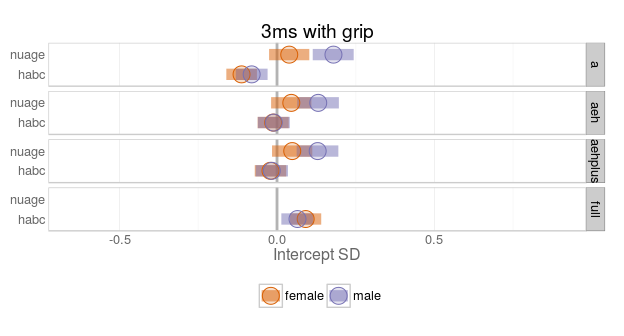 3ms with grip
nuage
habc
a
nuage
habc
aeh
nuage
habc
aehplus
nuage
habc
full
-0.5 0.0 0.5
Intercept SD
female male